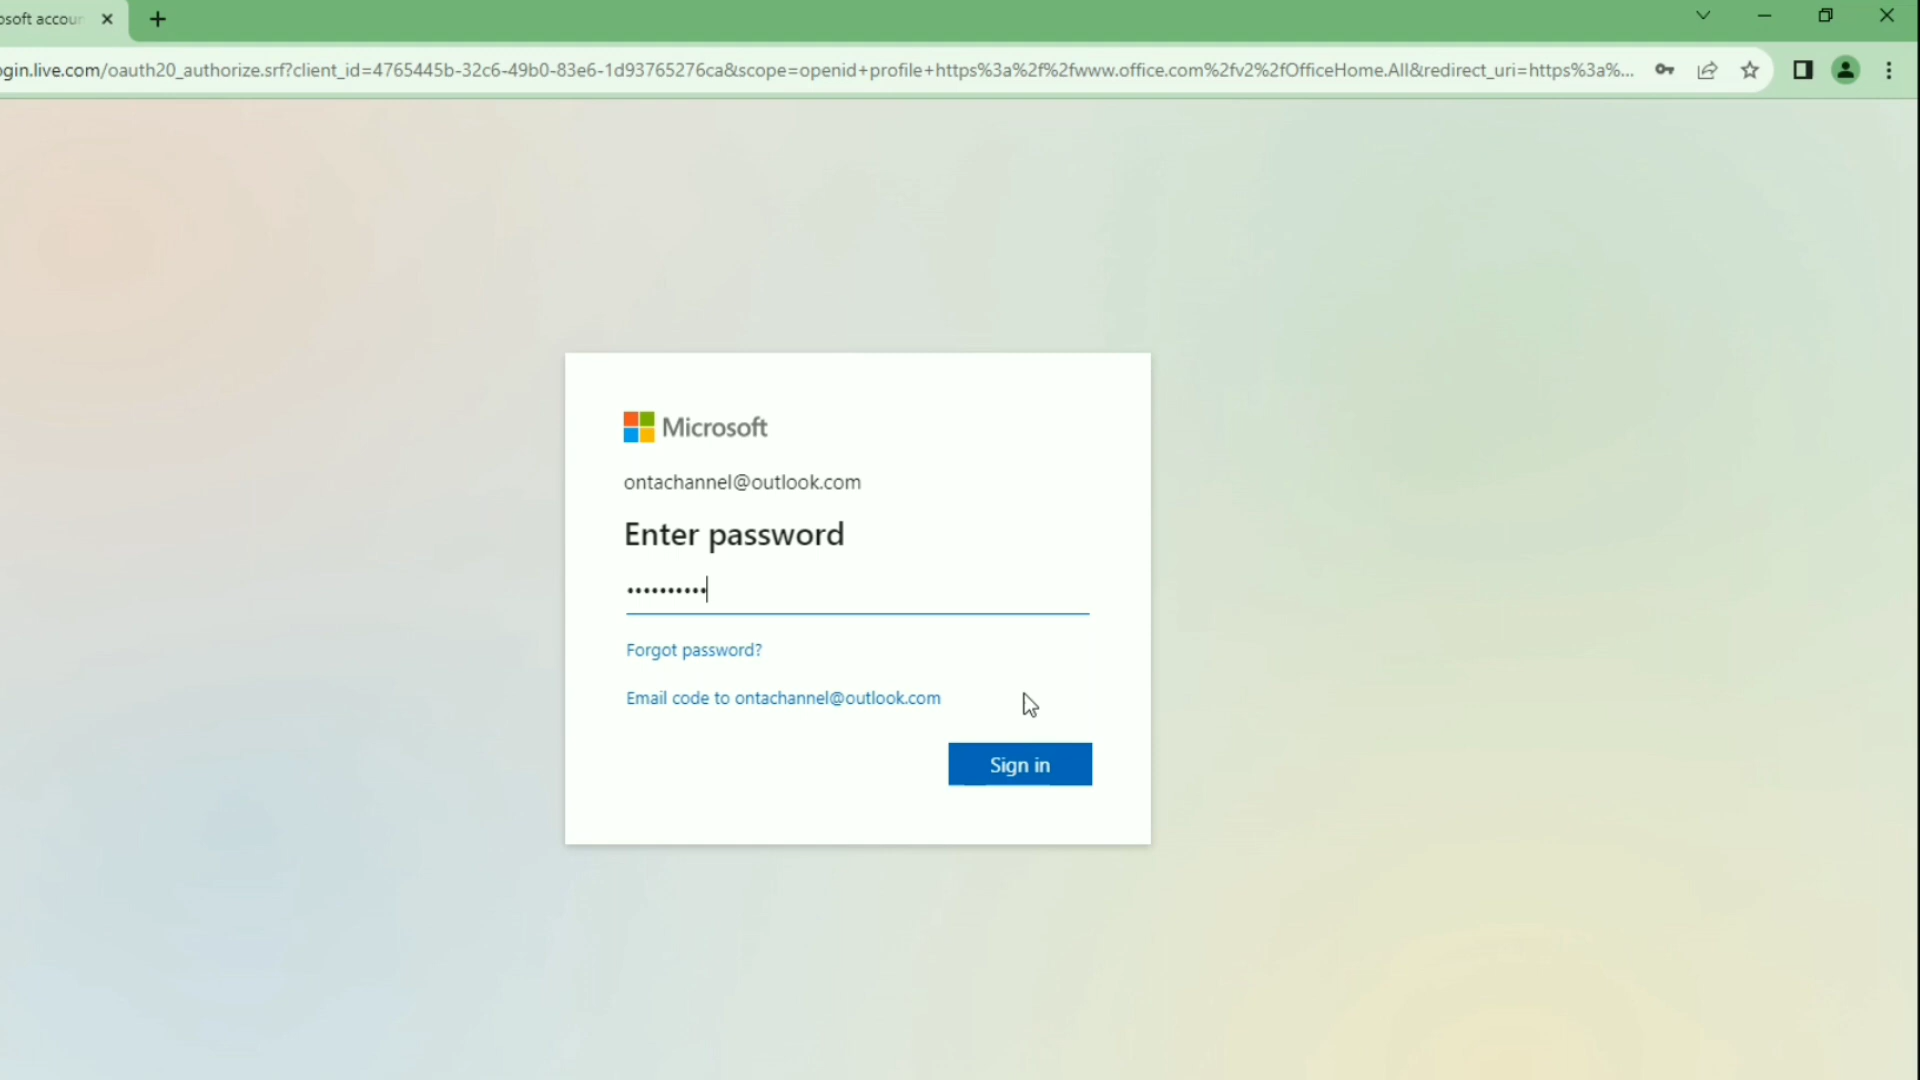 osoft accou
gin.live.com/oauth20_authorize.srf?client_id=4765445b-32c6-49b0-83e6-1d93765276ca&scope=openid+profile+https%3a%2f%2fwww.office.com%2fv2%2fOfficeHome.All&redirect_uri=https%3a%...
Microsoft
ontachannel@outlook.com
Enter password
••••••••••
Forgot password?
Email code to ontachannel@outlook.com
Sign in